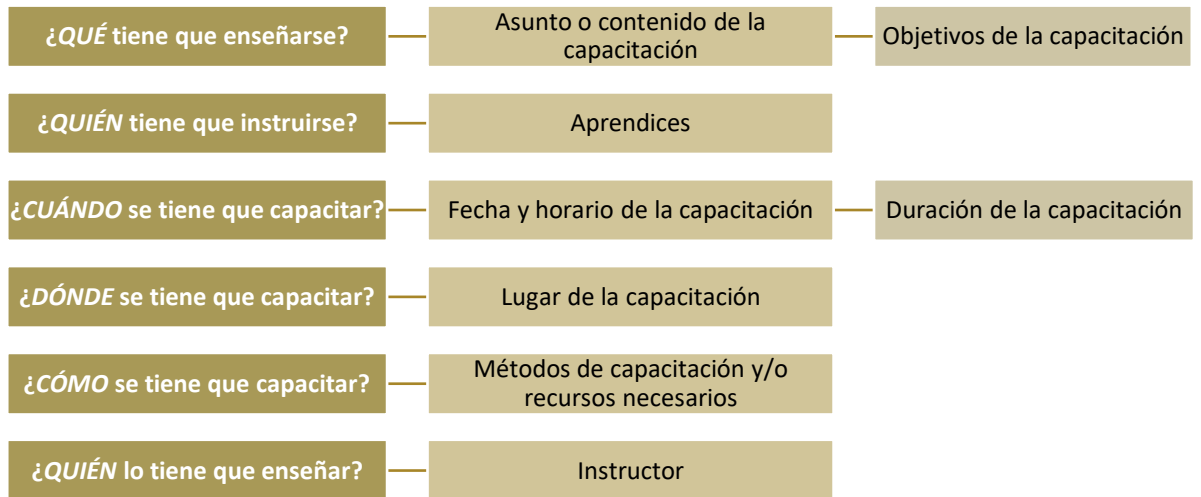 ¿QUÉ tiene que enseñarse?
Asunto o contenido de la
capacitación
Objetivos de la capacitación
¿QUIÉN tiene que instruirse?
Aprendices
¿CUÁNDO se tiene que capacitar?
Fecha y horario de la capacitación
Duración de la capacitación
¿DÓNDE se tiene que capacitar?
Lugar de la capacitación
¿CÓMO se tiene que capacitar?
Métodos de capacitación y/o
recursos necesarios
¿QUIÉN lo tiene que enseñar?
Instructor